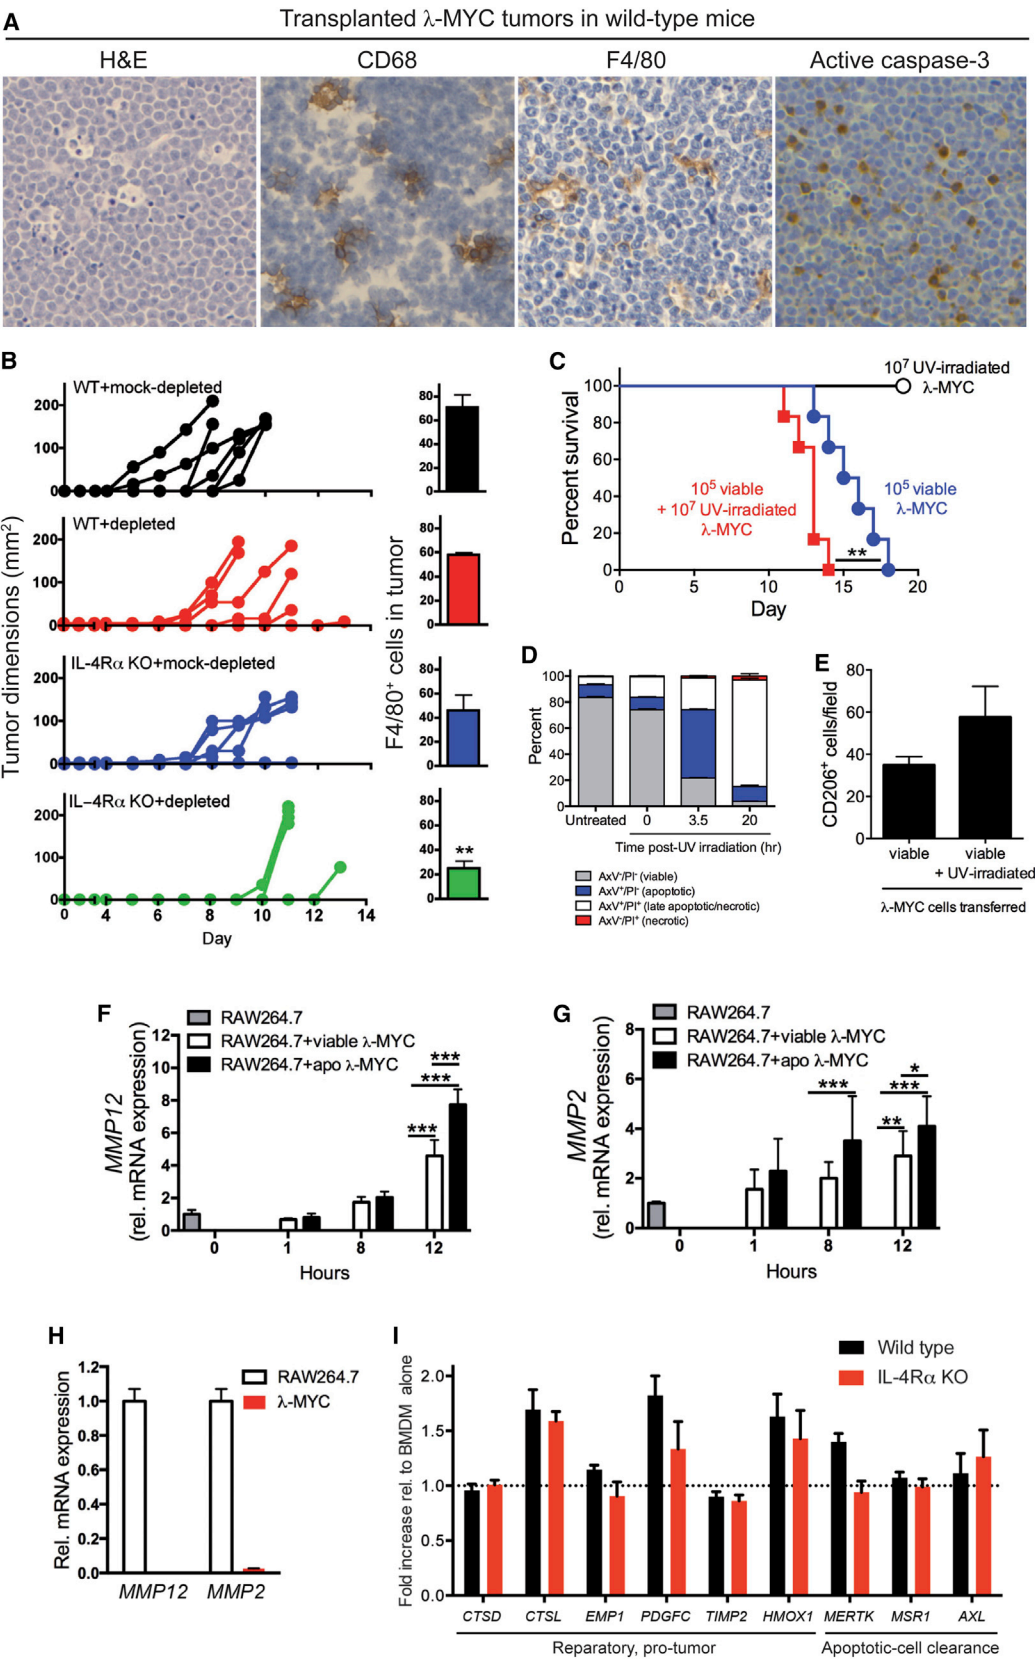 A
Transplanted λ-MYC tumors in wild-type mice
H&E
CD68
F4/80
Active caspase-3
B
Tumor dimensions (mm²)
WT+mock-depleted
200
100
0
WT+depleted
200
100
0
IL-4Rα KO+mock-depleted
200
100
0
IL-4Rα KO+depleted
200
100
0
0 4 6 8 10 12 14
Day
F4/80⁺ cells in tumor
80
60
40
20
0
80
60
40
20
0
80
60
40
20
0
80
60
40
20
0
**
C
Percent survival
100
80
60
40
20
0
0 5 10 15 20
Day
10⁷ UV-irradiated
λ-MYC
10⁵ viable
+ 10⁷ UV-irradiated
λ-MYC
10⁵ viable
λ-MYC
**
D
Percent
100
80
60
40
20
0
Untreated 0 3.5 20
Time post-UV irradiation (hr)
AxV⁻/PI⁻ (viable)
AxV⁺/PI⁻ (apoptotic)
AxV⁺/PI⁺ (late apoptotic/necrotic)
AxV⁻/PI⁺ (necrotic)
E
CD206⁺ cells/field
80
60
40
20
0
viable viable
+ UV-irradiated
λ-MYC cells transferred
F
RAW264.7
RAW264.7+viable λ-MYC
RAW264.7+apo λ-MYC
MMP12
(rel. mRNA expression)
12
10
8
6
4
2
0
***
***
***
0 1 8 12
Hours
G
RAW264.7
RAW264.7+viable λ-MYC
RAW264.7+apo λ-MYC
MMP2
(rel. mRNA expression)
8
6
4
2
0
***
*
***
**
0 1 8 12
Hours
H
Rel. mRNA expression
1.2
1.0
0.8
0.6
0.4
0.2
0.0
RAW264.7
λ-MYC
MMP12 MMP2
I
Wild type
IL-4Rα KO
Fold increase rel. to BMDM alone
2.0
1.5
1.0
0.5
0.0
CTSD CTSL EMP1 PDGFC TIMP2 HMOX1 MERTK MSR1 AXL
Reparatory, pro-tumor
Apoptotic-cell clearance